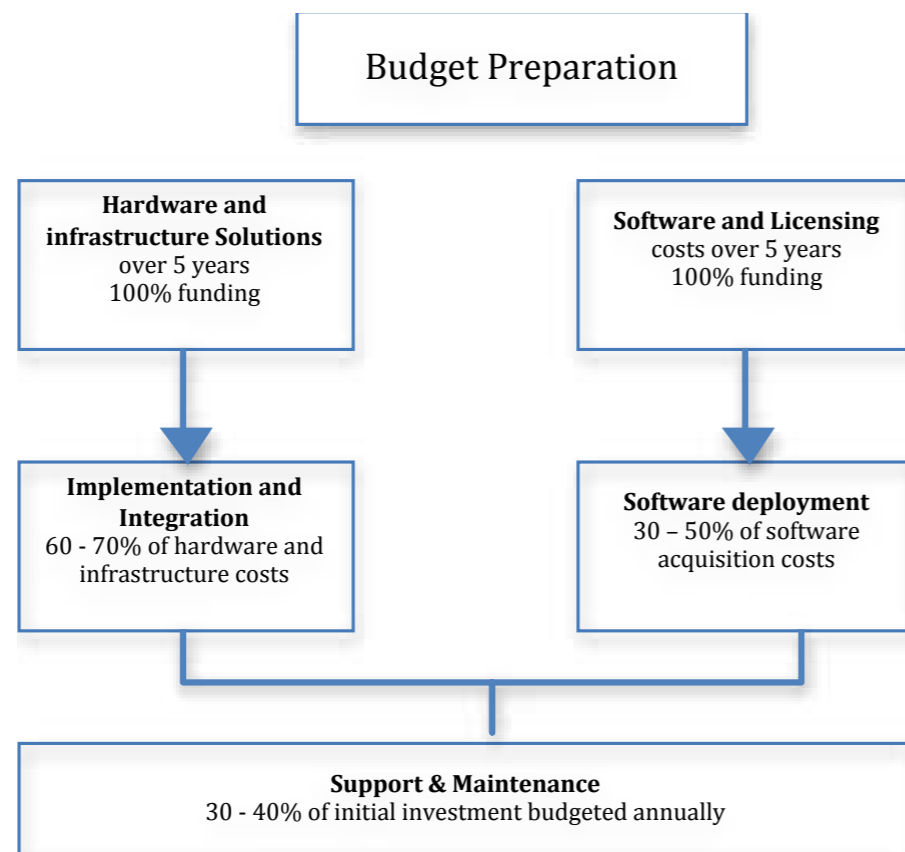 Budget Preparation
Hardware and
infrastructure Solutions
over 5 years
100% funding
Software and Licensing
costs over 5 years
100% funding
Implementation and
Integration
60 - 70% of hardware and
infrastructure costs
Software deployment
30 – 50% of software
acquisition costs
Support & Maintenance
30 - 40% of initial investment budgeted annually